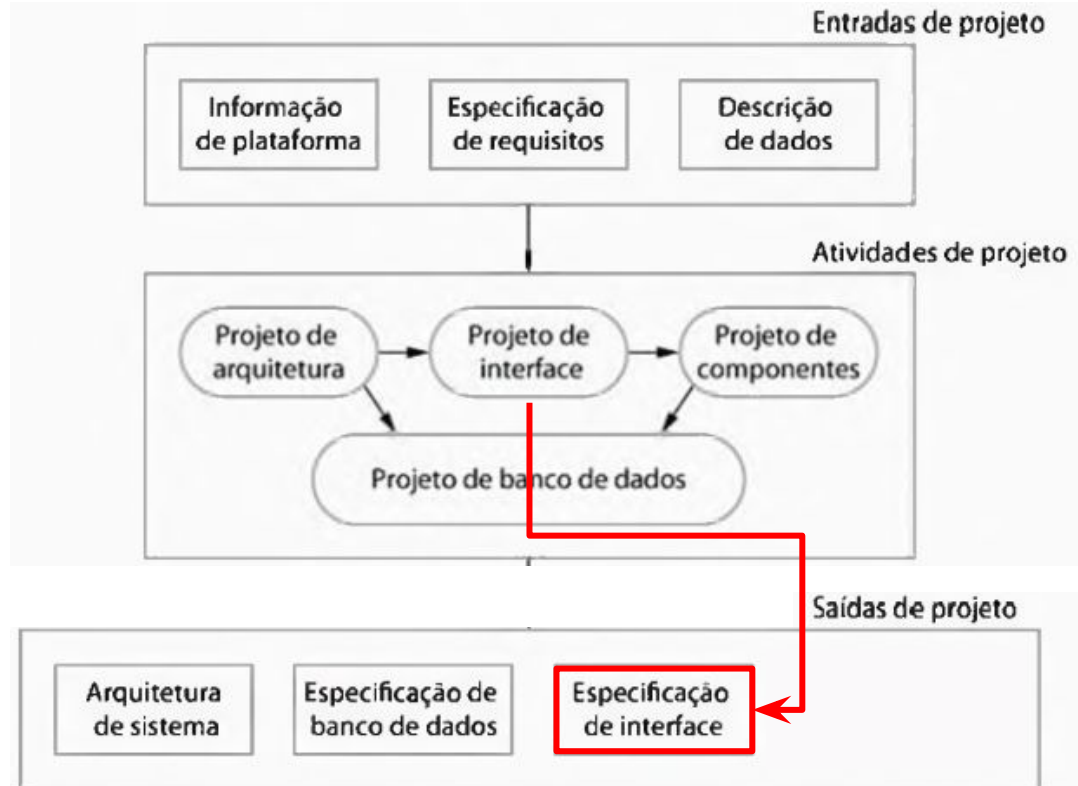 Entradas de projeto
Informação
de plataforma
Especificação
de requisitos
Descrição
de dados
Atividades de projeto
Projeto de
arquitetura
Projeto de
interface
Projeto de
componentes
Projeto de banco de dados
Saídas de projeto
Arquitetura
de sistema
Especificação de
banco de dados
Especificação
de interface